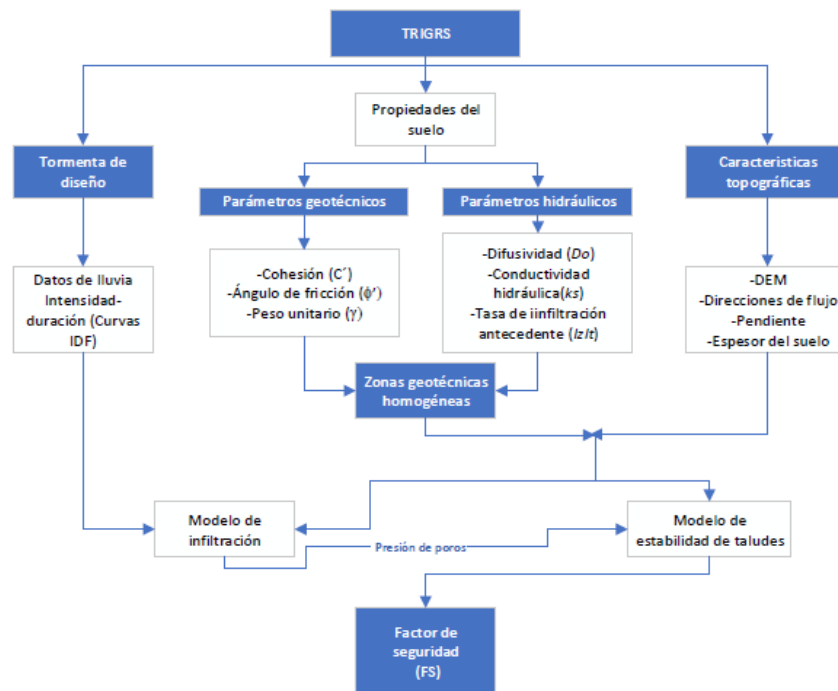 TRIGRS
Propiedades del
suelo
Tormenta de
diseño
Caracteristicas
topográficas
Parámetros geotécnicos
Parámetros hidráulicos
Datos de lluvia
Intensidad-
duración (Curvas
IDF)
-Cohesión (C´)
-Ángulo de fricción (ϕ’)
-Peso unitario (γ)
-Difusividad (Do)
-Conductividad
hidráulica(ks)
-Tasa de iinfiltración
antecedente (Izlt)
-DEM
-Direcciones de flujo
-Pendiente
-Espesor del suelo
Zonas geotécnicas
homogéneas
Modelo de
infiltración
Presión de poros
Modelo de
estabilidad de taludes
Factor de
seguridad
(FS)